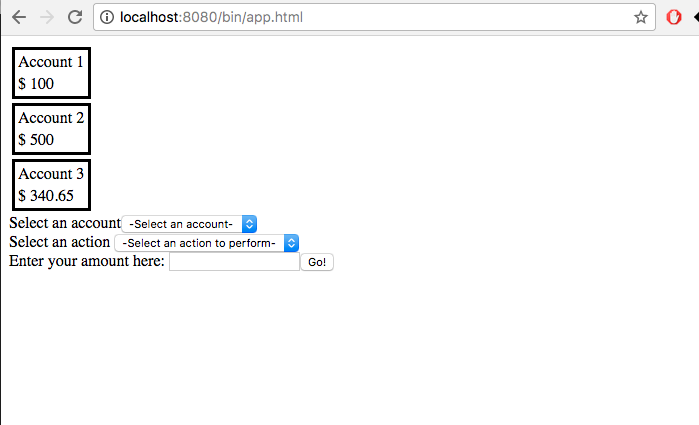 localhost:8080/bin/app.html
Account 1
$ 100
Account 2
$ 500
Account 3
$ 340.65
Select an account -Select an account-
Select an action -Select an action to perform-
Enter your amount here: Go!